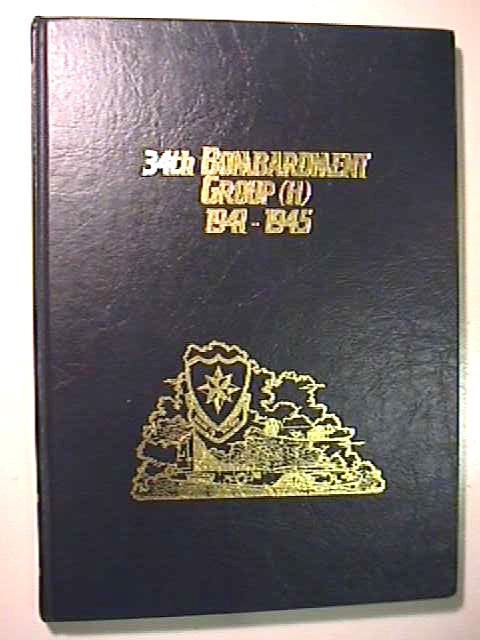 34th BOMBARDMENT
GROUP (H)
1941 - 1945